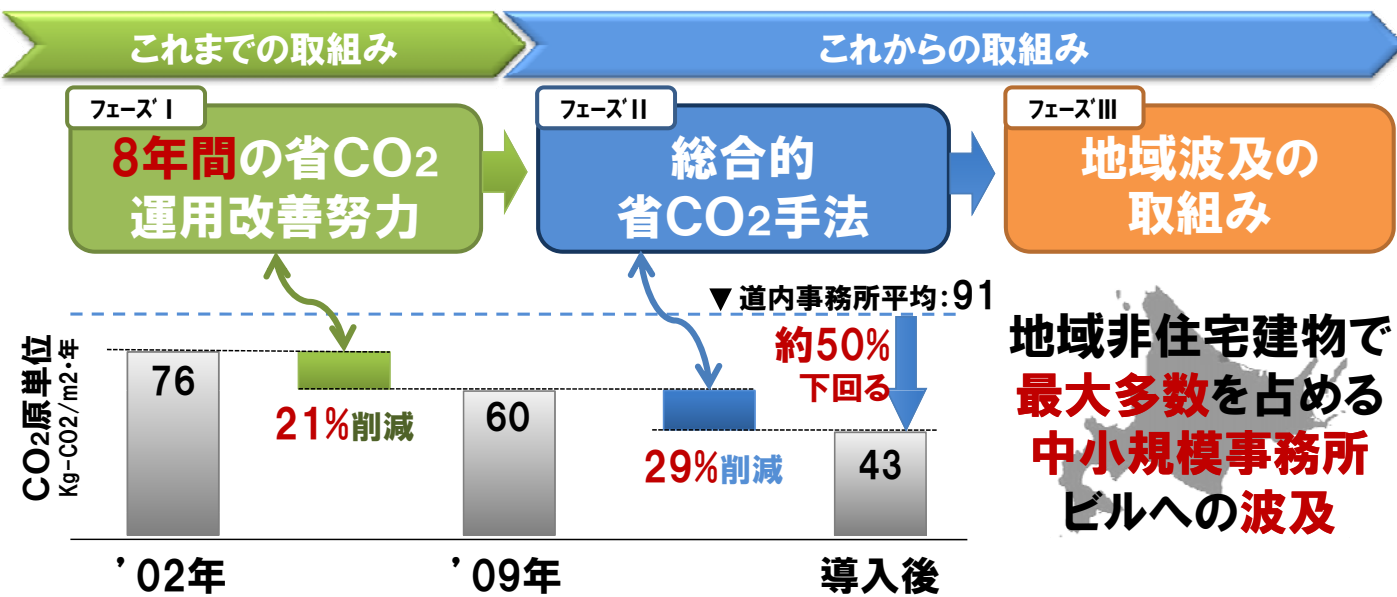 これまでの取組み
これからの取組み
フェーズⅠ
8年間の省CO2
運用改善努力
フェーズⅡ
総合的
省CO2手法
フェーズⅢ
地域波及の
取組み
▼ 道内事務所平均：91
約50%
下回る
CO2原単位
Kg-CO2/m2・年
76
21%削減
60
29%削減
43
’02年
’09年
導入後
地域非住宅建物で
最大多数を占める
中小規模事務所
ビルへの波及